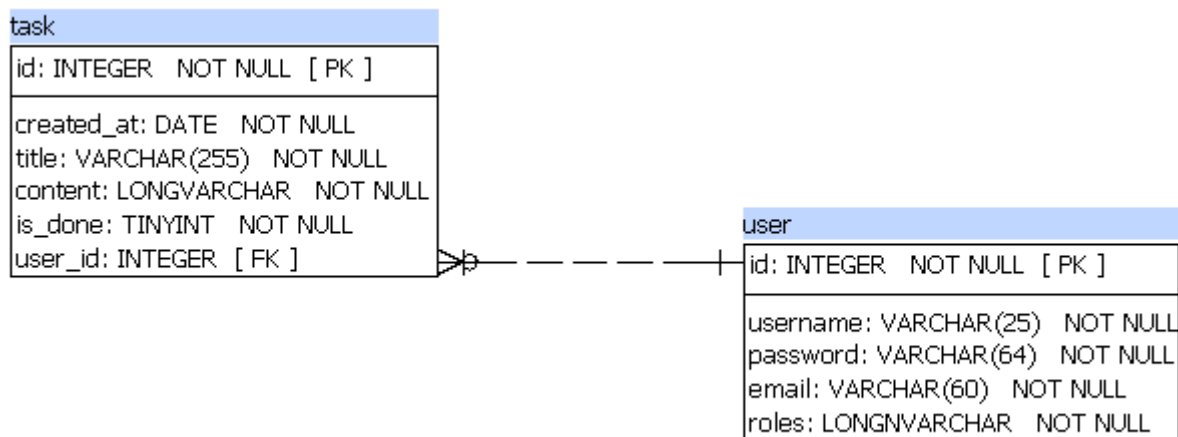 task
id: INTEGER NOT NULL [ PK ]
created_at: DATE NOT NULL
title: VARCHAR(255) NOT NULL
content: LONGVARCHAR NOT NULL
is_done: TINYINT NOT NULL
user_id: INTEGER [ FK ]
user
id: INTEGER NOT NULL [ PK ]
username: VARCHAR(25) NOT NULL
password: VARCHAR(64) NOT NULL
email: VARCHAR(60) NOT NULL
roles: LONGNVARCHAR NOT NULL